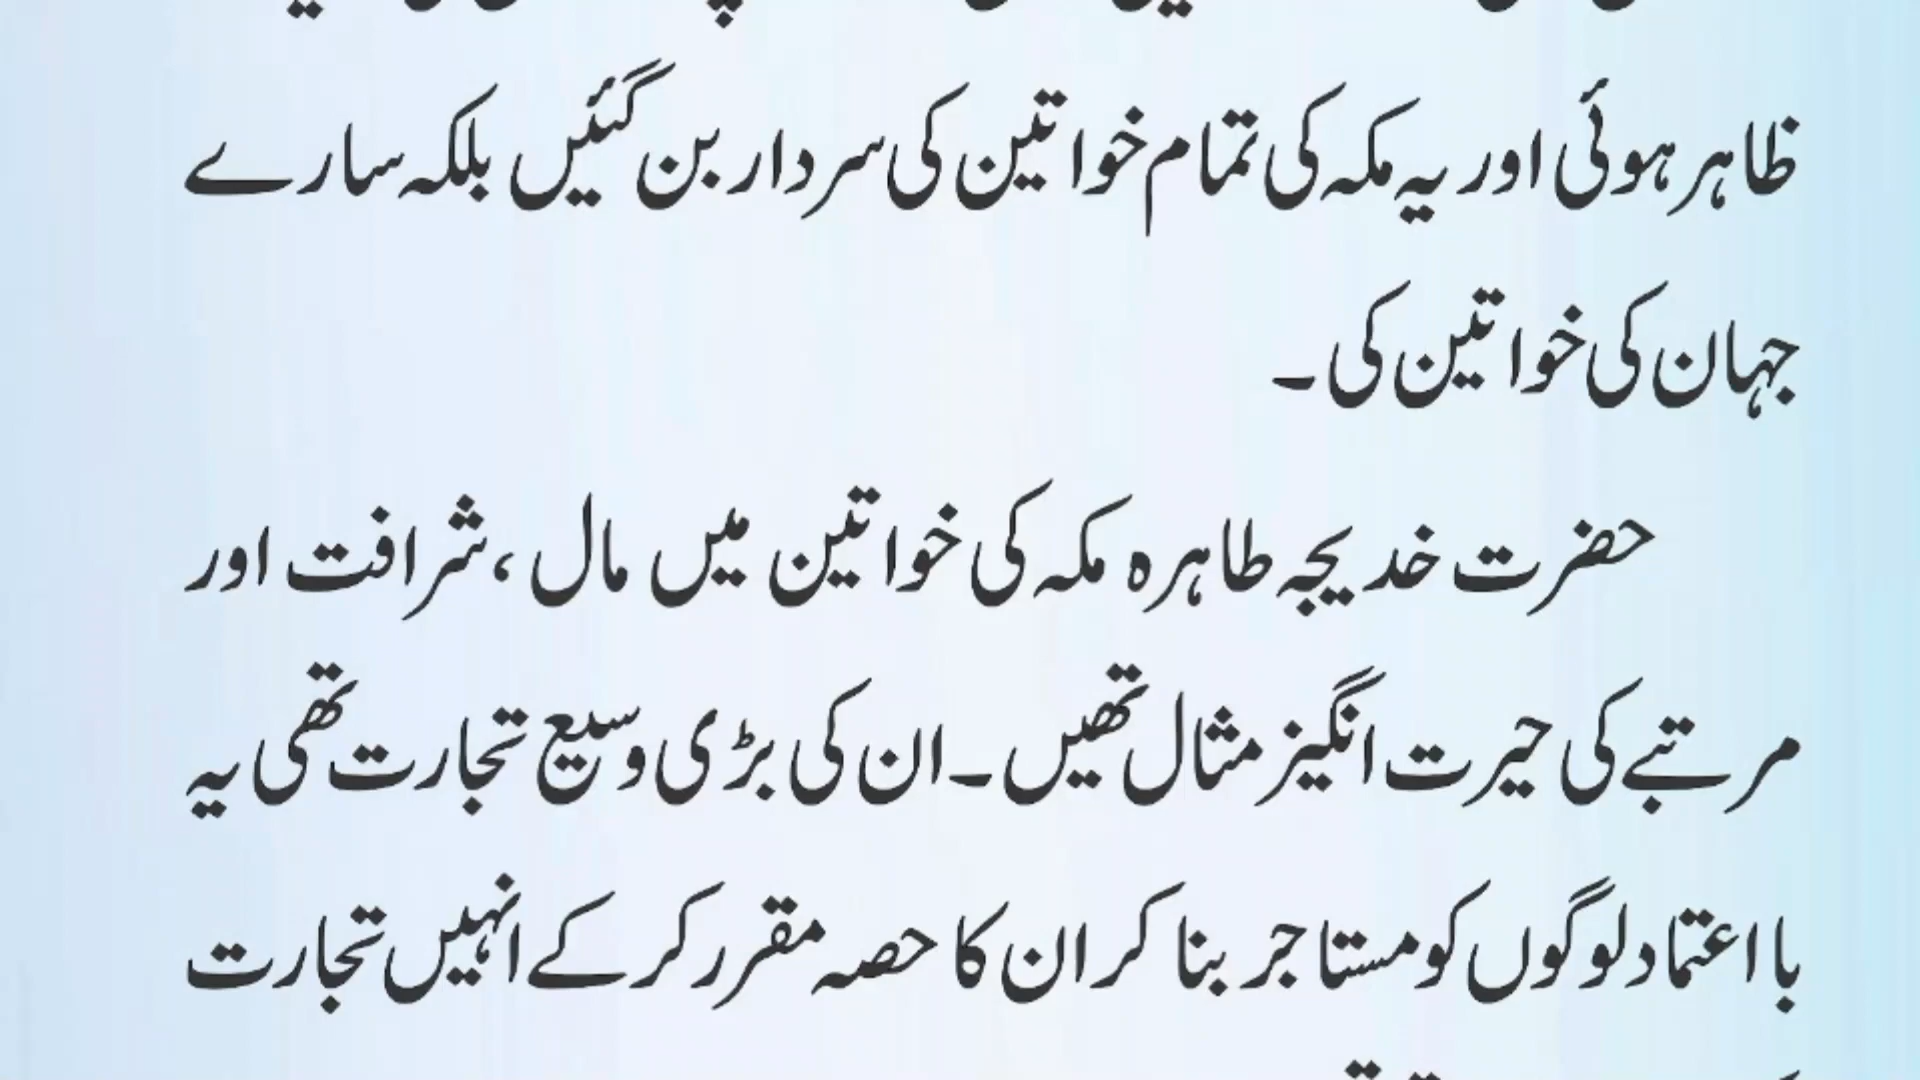 ظاہر ہوئی اور یہ مکہ کی تمام خواتین کی سردار بن گئیں بلکہ سارے
جہان کی خواتین کی۔
حضرت خدیجہ طاہرہ مکہ کی خواتین میں مال، شرافت اور
مرتبے کی حیرت انگیز مثال تھیں۔ ان کی بڑی وسیع تجارت تھی یہ
با اعتماد لوگوں کو مستاجر بنا کر ان کا حصہ مقرر کر کے انہیں تجارت